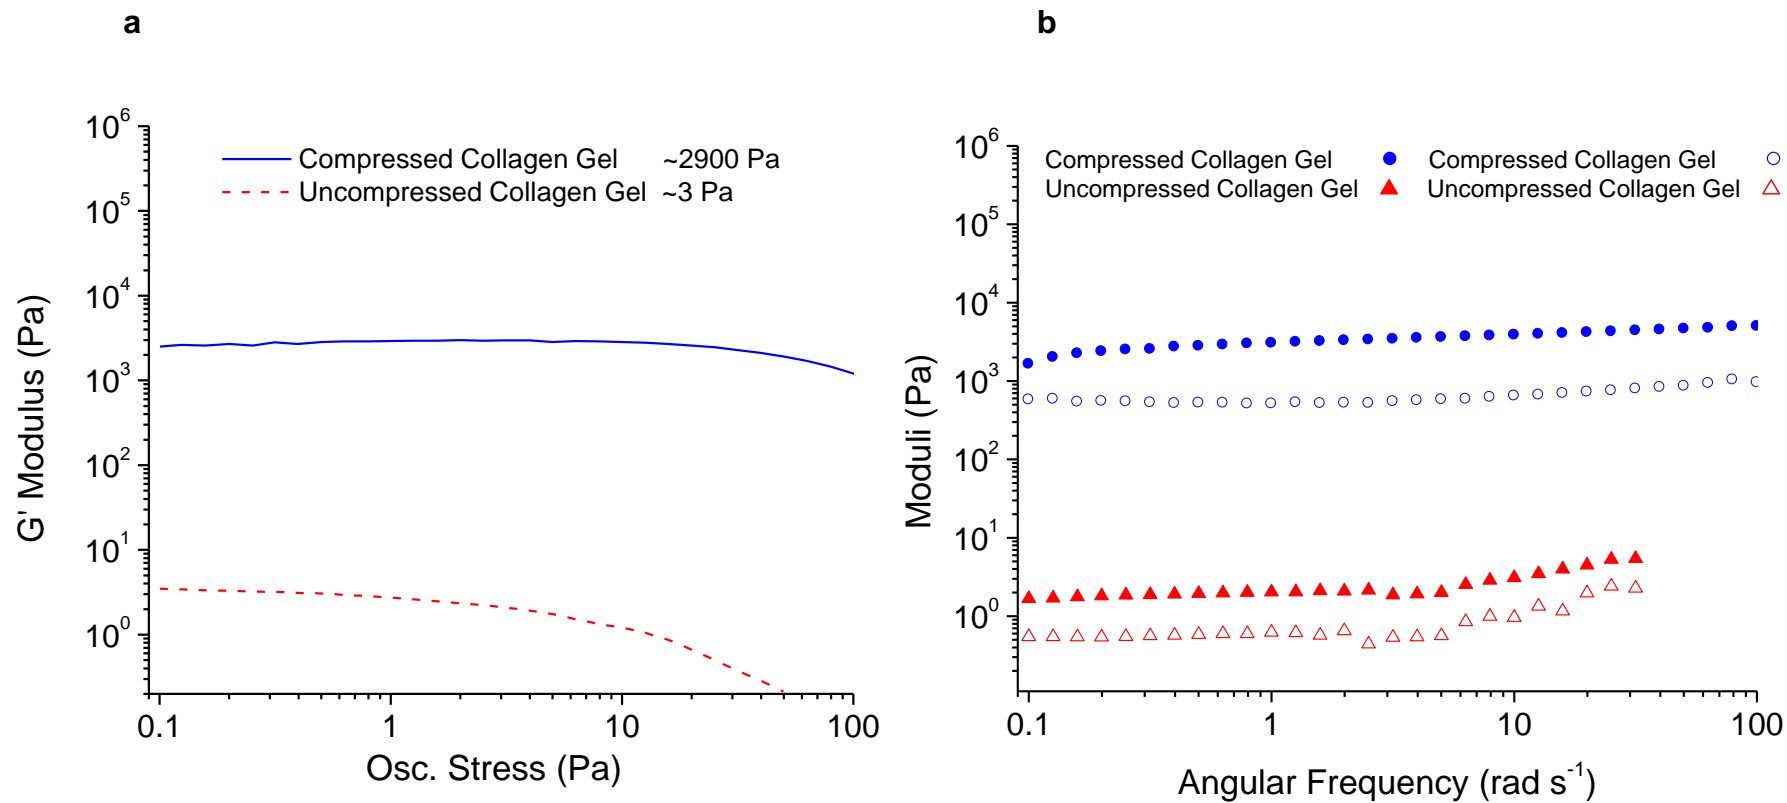 a
10^6
10^5
10^4
10^3
10^2
10^1
10^0
G' Modulus (Pa)
Compressed Collagen Gel ~2900 Pa
Uncompressed Collagen Gel ~3 Pa
0.1 1 10 100
Osc. Stress (Pa)
b
10^6
10^5
10^4
10^3
10^2
10^1
10^0
Moduli (Pa)
Compressed Collagen Gel Compressed Collagen Gel
Uncompressed Collagen Gel Uncompressed Collagen Gel
0.1 1 10 100
Angular Frequency (rad s^-1)